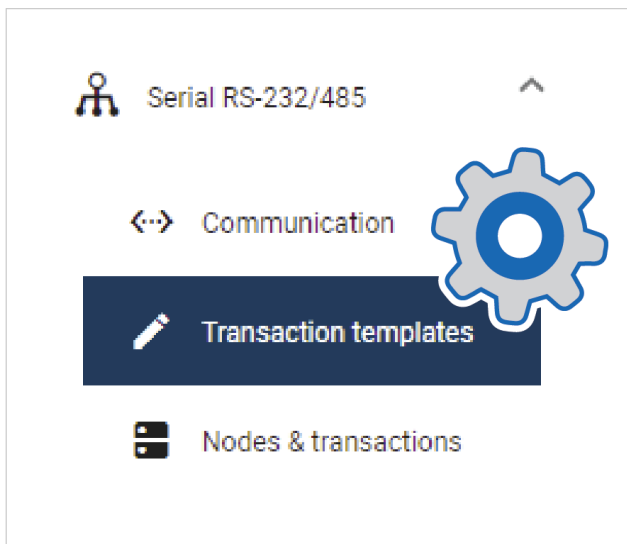 Serial RS-232/485
Communication
Transaction templates
Nodes & transactions